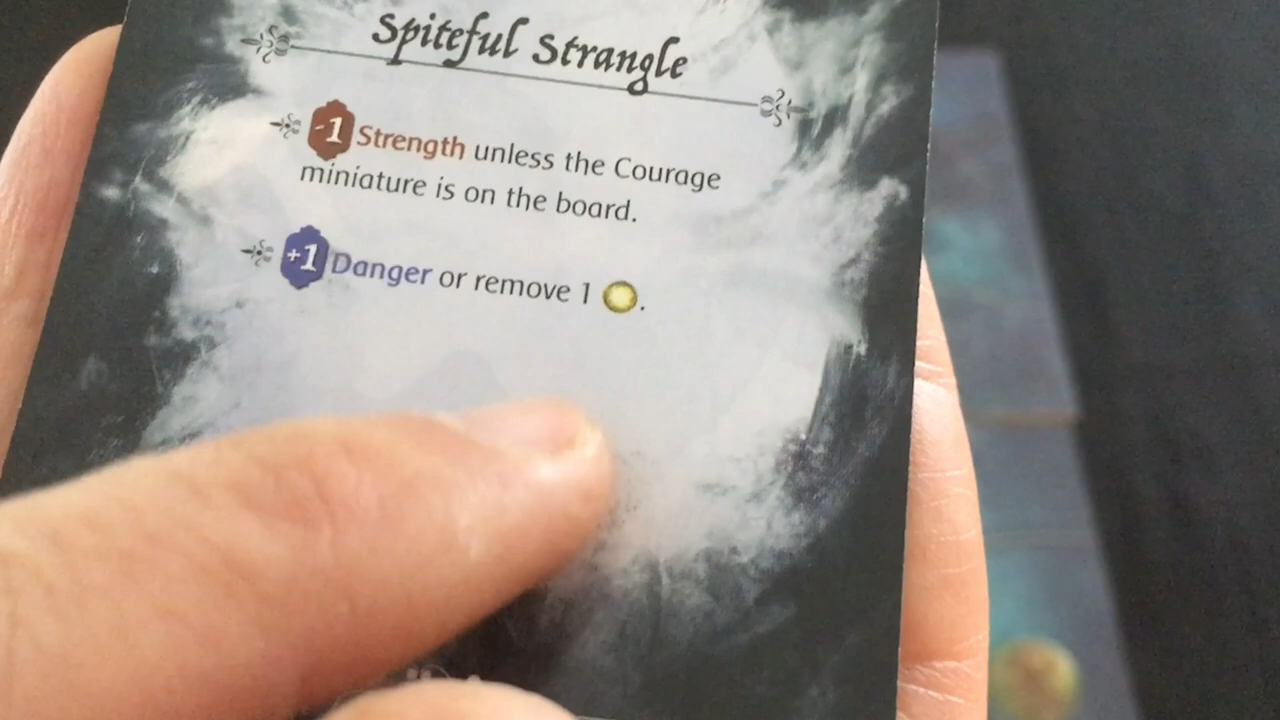 Spiteful Strangle
-1 Strength unless the Courage
miniature is on the board.
+1 Danger or remove 1 .